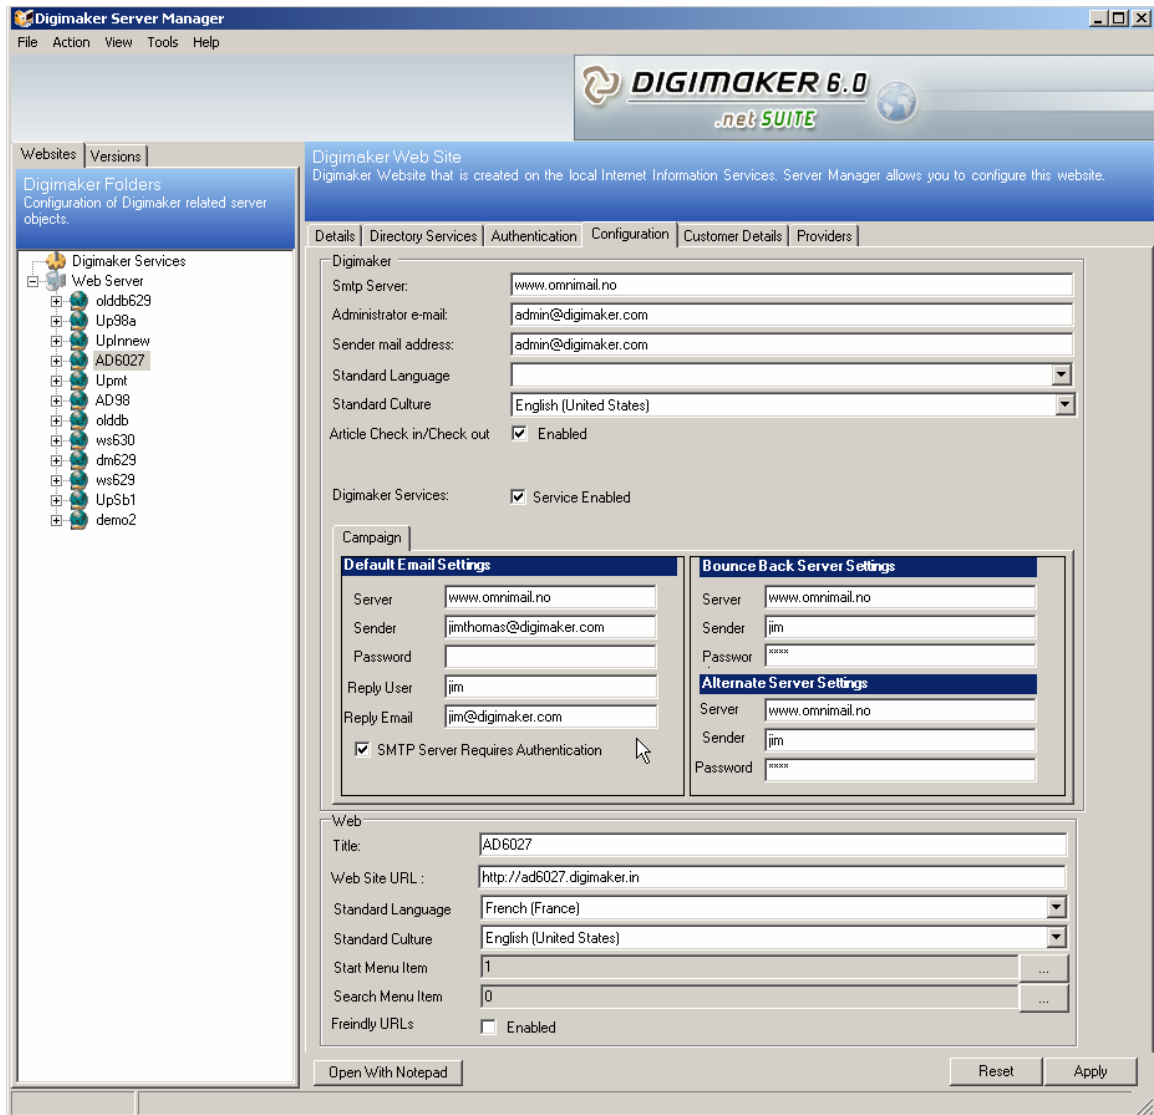 Digimaker Server Manager
File Action View Tools Help
DIGIMAKER 6.0
.net SUITE
Websites Versions
Digimaker Folders
Configuration of Digimaker related server
objects.
Digimaker Services
Web Server
olddb629
Up98a
UpInnew
AD6027
Upmt
AD98
olddb
ws630
dm629
ws629
UpSb1
demo2
Digimaker Web Site
Digimaker Website that is created on the local Internet Information Services. Server Manager allows you to configure this website.
Details Directory Services Authentication Configuration Customer Details Providers
Digimaker
Smtp Server: www.omnimail.no
Administrator e-mail: admin@digimaker.com
Sender mail address: admin@digimaker.com
Standard Language
Standard Culture English (United States)
Article Check in/Check out Enabled
Digimaker Services: Service Enabled
Campaign
Default Email Settings
Server www.omnimail.no
Sender jimthomas@digimaker.com
Password
Reply User jim
Reply Email jim@digimaker.com
SMTP Server Requires Authentication
Bounce Back Server Settings
Server www.omnimail.no
Sender jim
Passwor ****
Alternate Server Settings
Server www.omnimail.no
Sender jim
Password ****
Web
Title: AD6027
Web Site URL : http://ad6027.digimaker.in
Standard Language French (France)
Standard Culture English (United States)
Start Menu Item 1 ...
Search Menu Item 0 ...
Freindly URLs Enabled
Open With Notepad Reset Apply